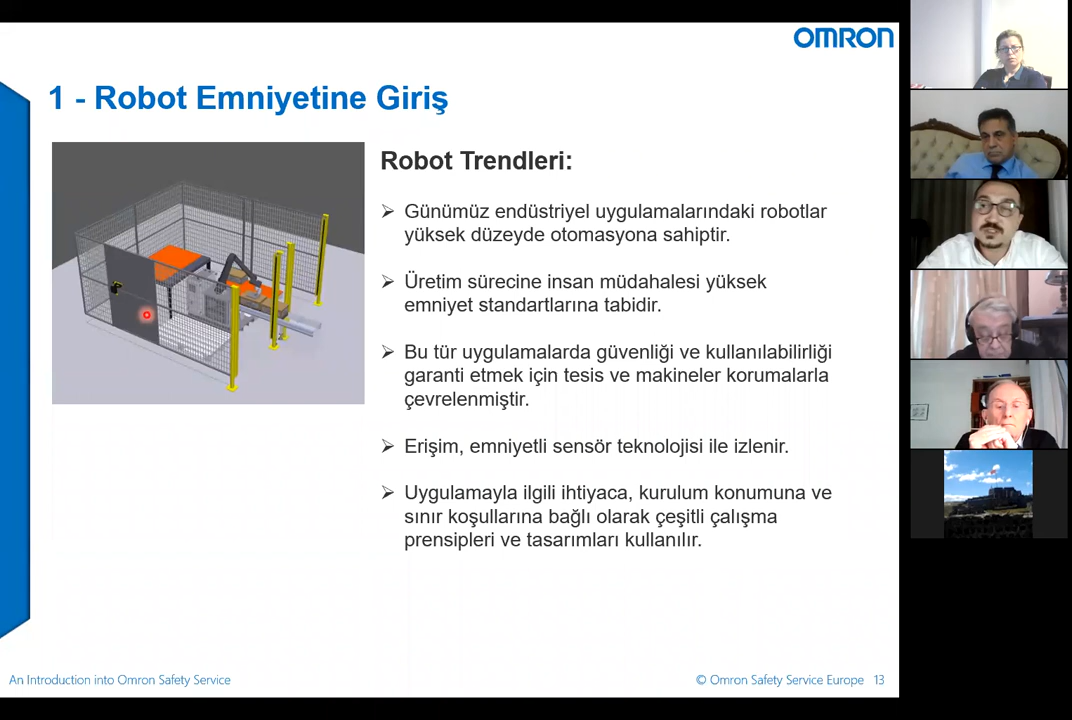 OMRON
1 - Robot Emniyetine Giriş
Robot Trendleri:
➢ Günümüz endüstriyel uygulamalarındaki robotlar
yüksek düzeyde otomasyona sahiptir.
➢ Üretim sürecine insan müdahalesi yüksek
emniyet standartlarına tabidir.
➢ Bu tür uygulamalarda güvenliği ve kullanılabilirliği
garanti etmek için tesis ve makineler korumalarla
çevrelenmiştir.
➢ Erişim, emniyetli sensör teknolojisi ile izlenir.
➢ Uygulamayla ilgili ihtiyaca, kurulum konumuna ve
sınır koşullarına bağlı olarak çeşitli çalışma
prensipleri ve tasarımları kullanılır.
An Introduction into Omron Safety Service
© Omron Safety Service Europe 13